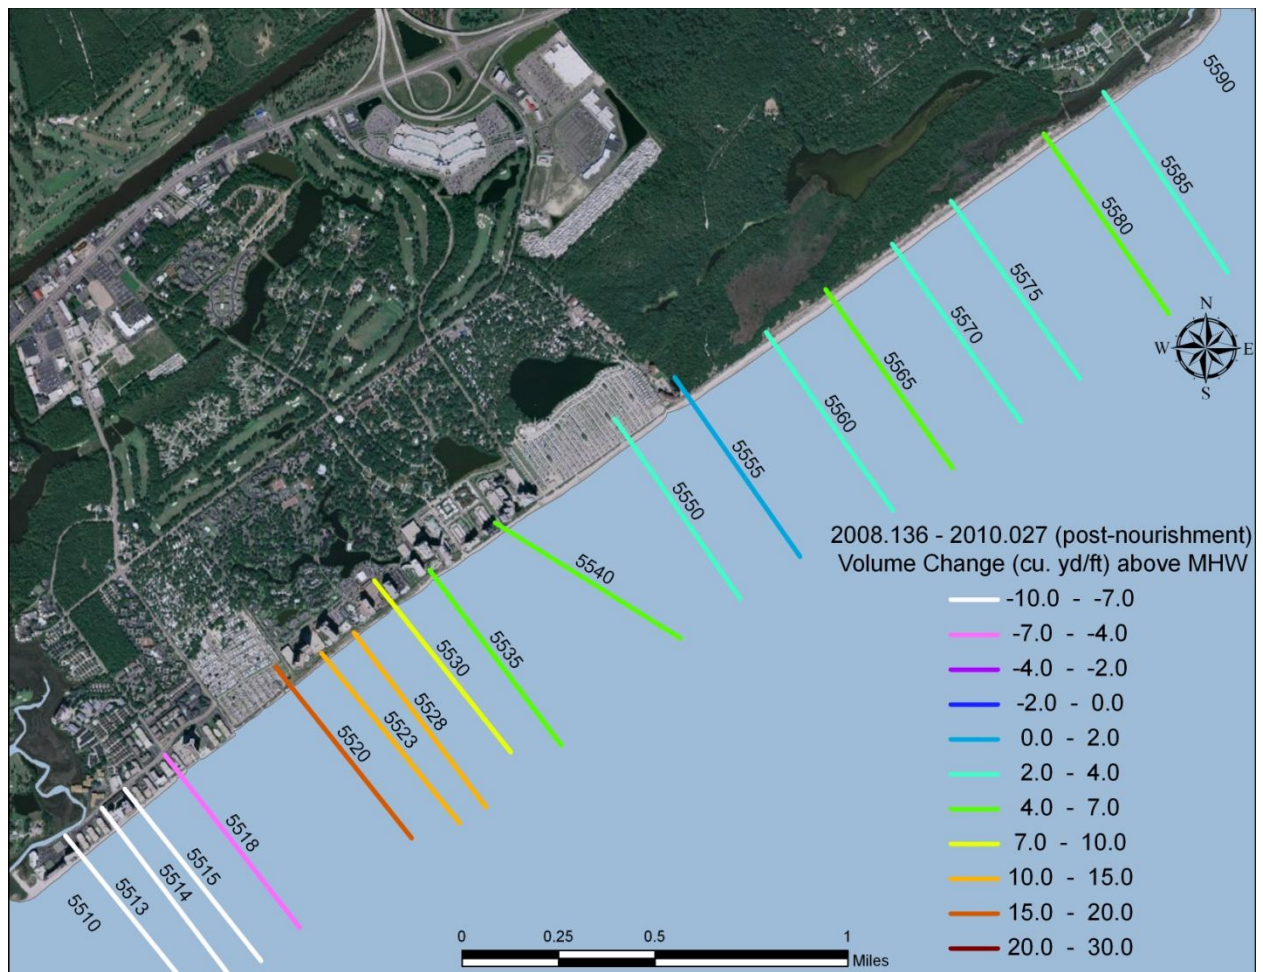 5590
5585
5580
5575
5570
5565
5560
5555
5550
5540
5535
5530
5528
5523
5520
5518
5515
5514
5513
5510
N
W E
S
2008.136 - 2010.027 (post-nourishment)
Volume Change (cu. yd/ft) above MHW
-10.0 - -7.0
-7.0 - -4.0
-4.0 - -2.0
-2.0 - 0.0
0.0 - 2.0
2.0 - 4.0
4.0 - 7.0
7.0 - 10.0
10.0 - 15.0
15.0 - 20.0
20.0 - 30.0
0 0.25 0.5 1
Miles